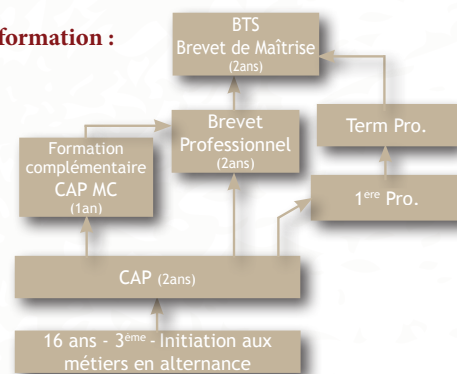 formation :
BTS
Brevet de Maîtrise
(2ans)
Brevet
Professionnel
(2ans)
Term Pro.
Formation
complémentaire
CAP MC
(1an)
1ere Pro.
CAP (2ans)
16 ans - 3ème - Initiation aux
métiers en alternance